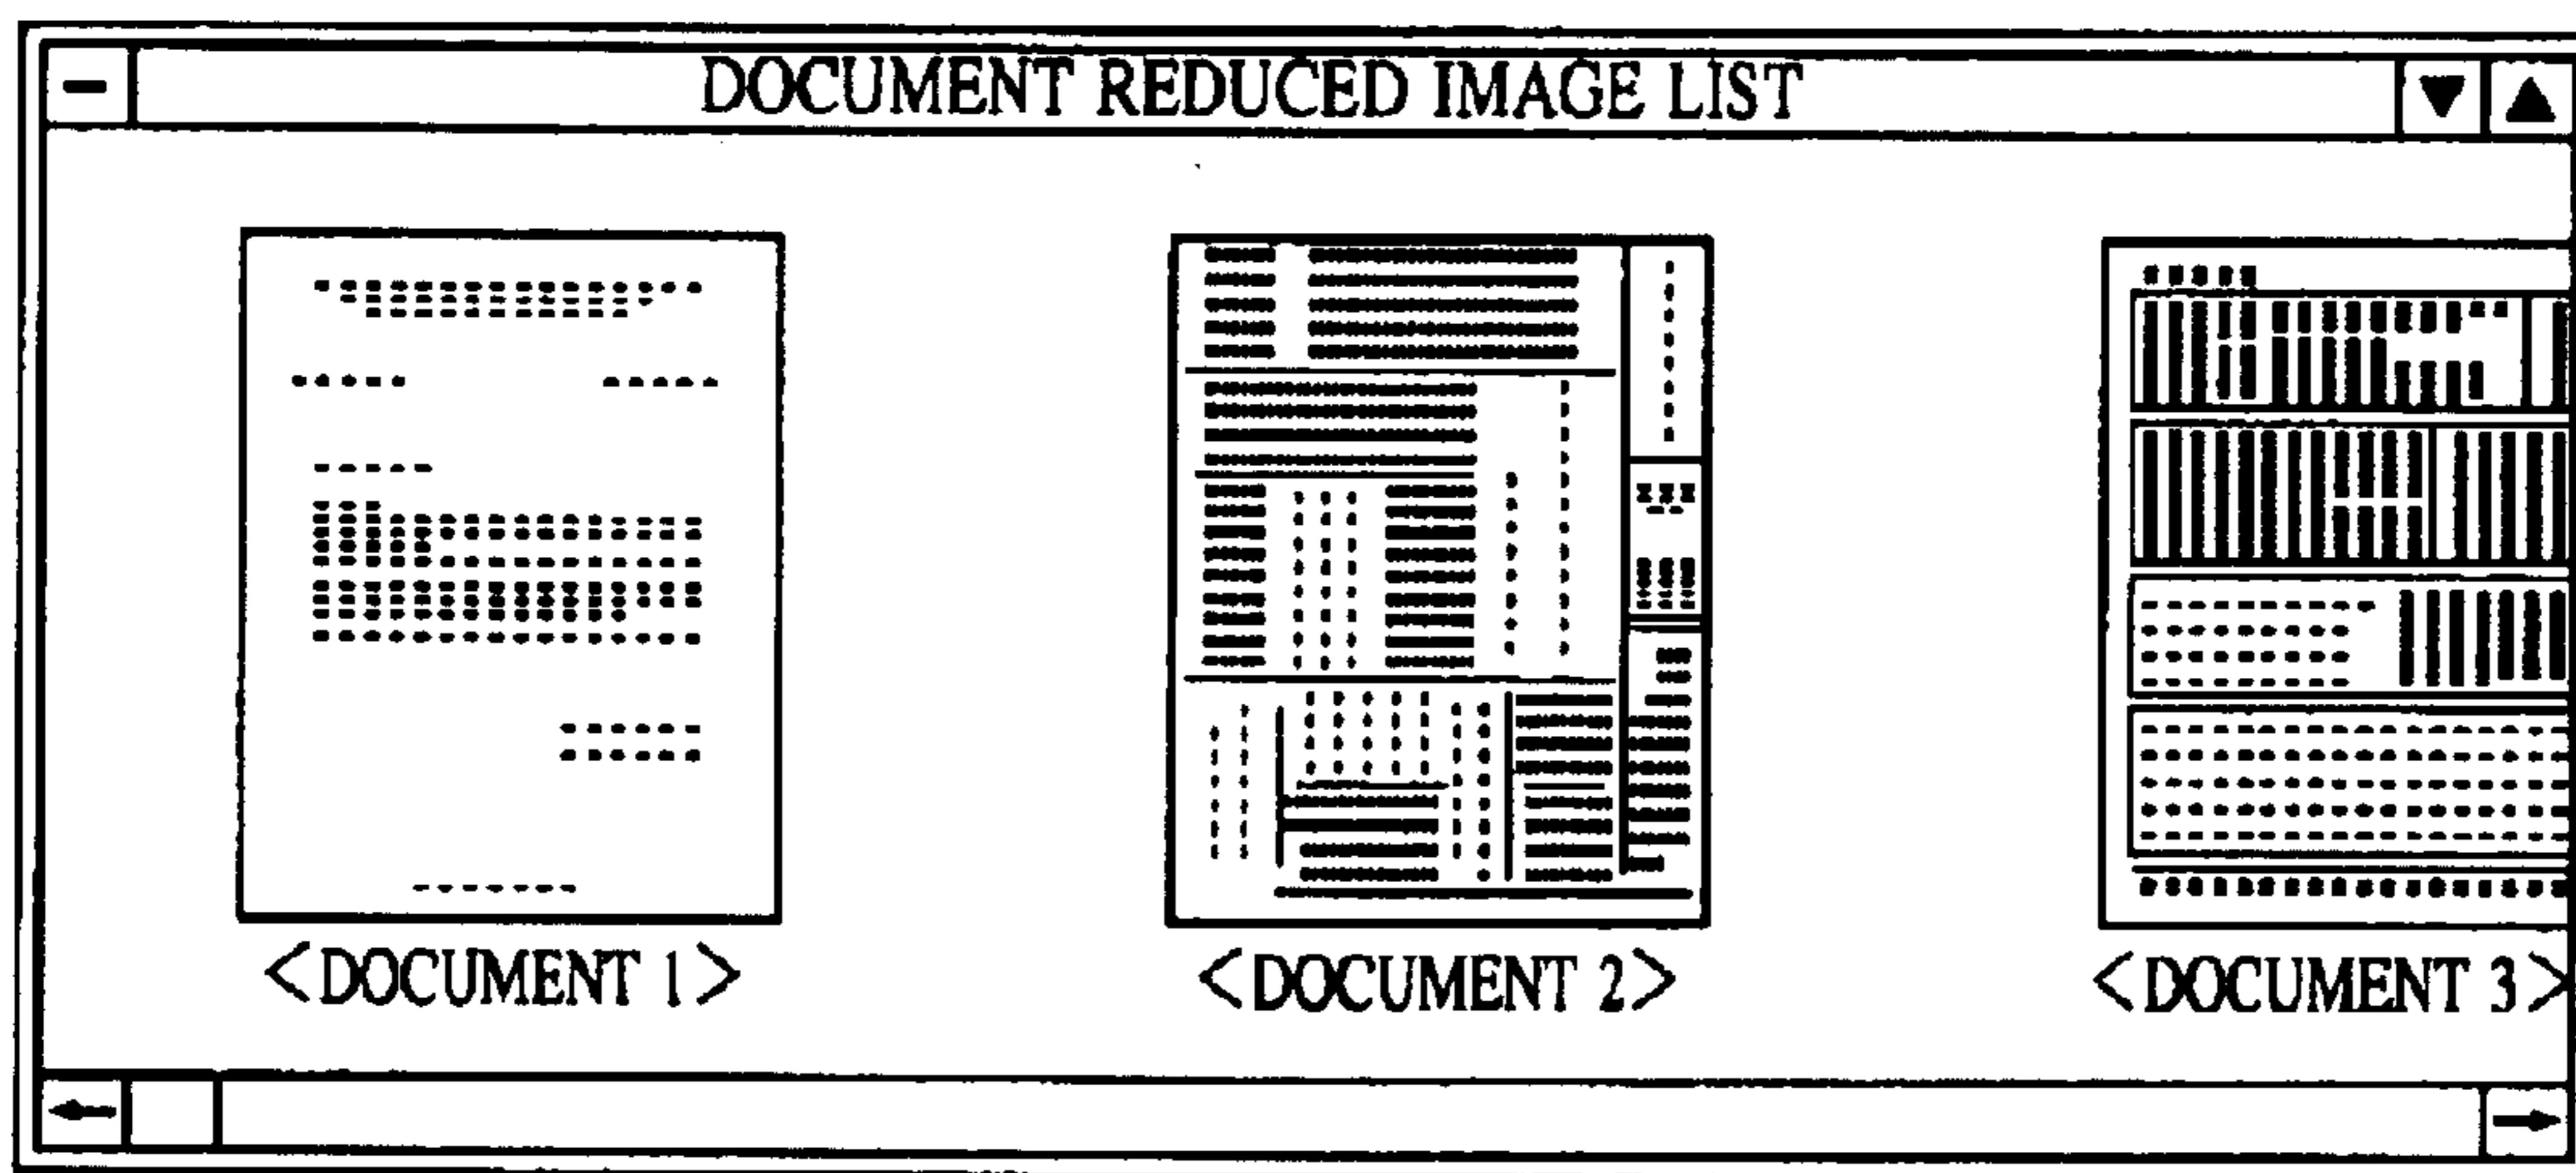 DOCUMENT REDUCED IMAGE LIST
<DOCUMENT 1>
<DOCUMENT 2>
<DOCUMENT 3>